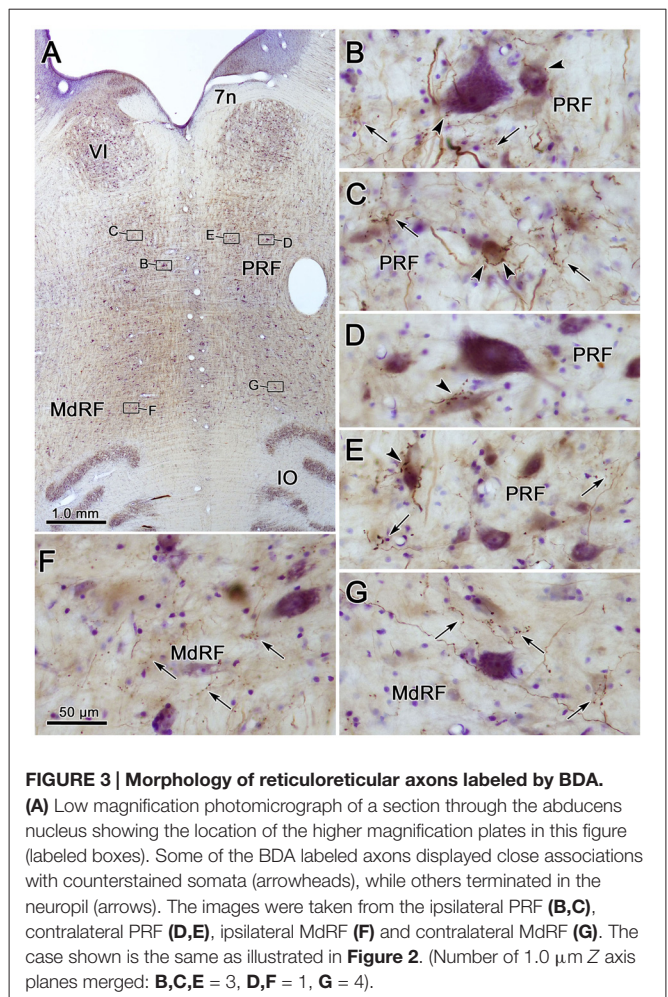 A
7n
VI
C
E
D
B
PRF
G
MdRF
F
IO
1.0 mm
B
PRF
C
PRF
D
PRF
E
PRF
F
MdRF
50 μm
G
MdRF
FIGURE 3 | Morphology of reticuloreticular axons labeled by BDA.
(A) Low magnification photomicrograph of a section through the abducens
nucleus showing the location of the higher magnification plates in this figure
(labeled boxes). Some of the BDA labeled axons displayed close associations
with counterstained somata (arrowheads), while others terminated in the
neuropil (arrows). The images were taken from the ipsilateral PRF (B,C),
contralateral PRF (D,E), ipsilateral MdRF (F) and contralateral MdRF (G). The
case shown is the same as illustrated in Figure 2. (Number of 1.0 μm Z axis
planes merged: B,C,E = 3, D,F = 1, G = 4).